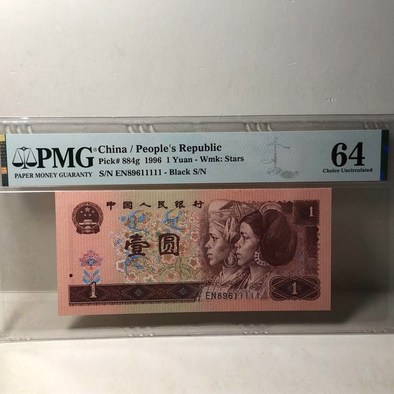 PMG
PAPER MONEY GUARANTY
China / People's Republic
Pick# 884g 1996 1 Yuan - Wmk: Stars
S/N EN89611111 - Black S/N
64
Choice Uncirculated
中国人民银行
1
壹圆
EN89611111
1
1